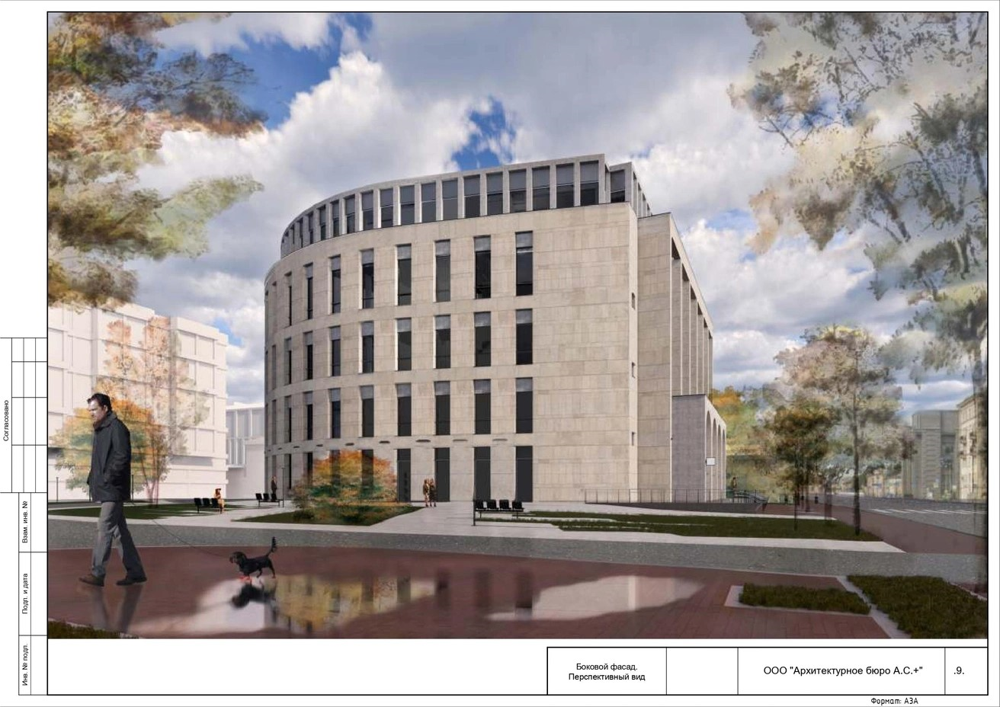 Согласовано
Взам. инв. №
Подп. и дата
Инв. № подл.
Боковой фасад.
Перспективный вид
ООО "Архитектурное бюро А.С.+"
.9.
Формат: А3А